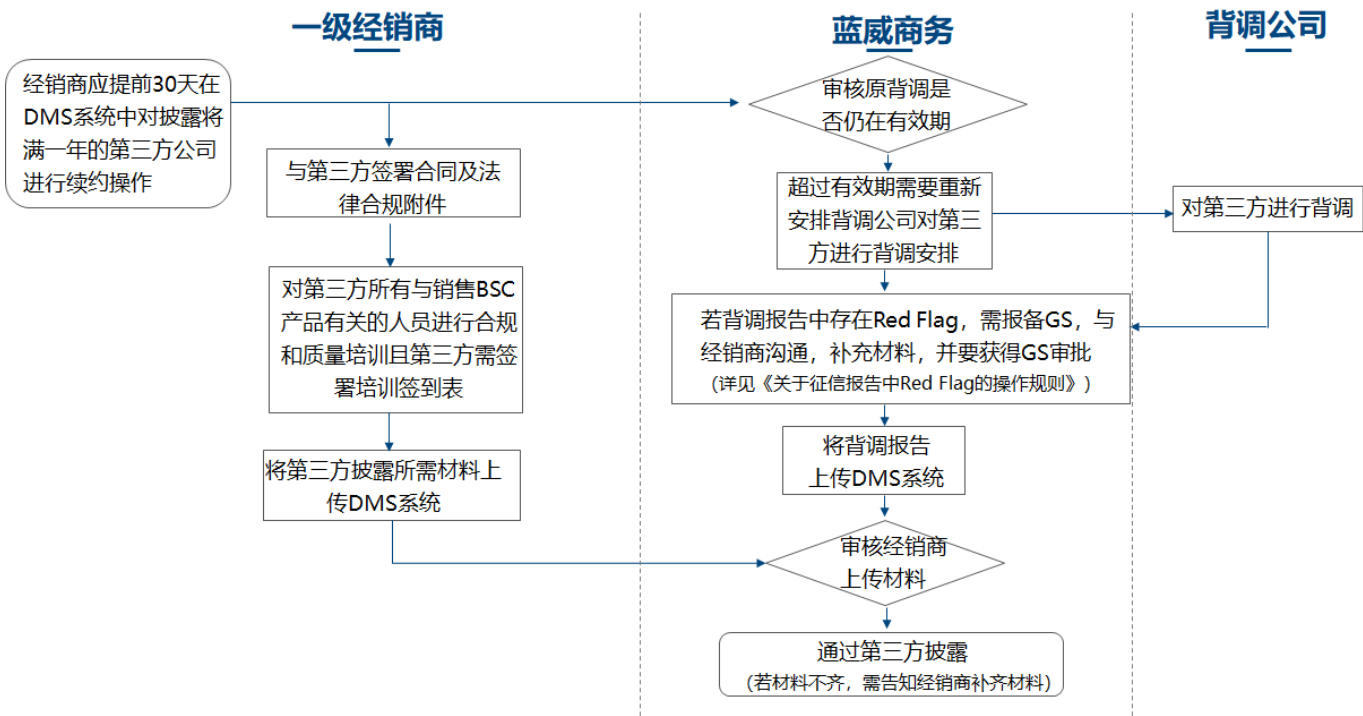 一级经销商
蓝威商务
背调公司
经销商应提前30天在
DMS系统中对披露将
满一年的第三方公司
进行续约操作
与第三方签署合同及法
律合规附件
对第三方所有与销售BSC
产品有关的人员进行合规
和质量培训且第三方需签
署培训签到表
将第三方披露所需材料上
传DMS系统
审核原背调是
否仍在有效期
超过有效期需要重新
安排背调公司对第三
方进行背调安排
对第三方进行背调
若背调报告中存在Red Flag，需报备GS，与
经销商沟通，补充材料，并要获得GS审批
（详见《关于征信报告中Red Flag的操作规则》）
将背调报告
上传DMS系统
审核经销商
上传材料
通过第三方披露
（若材料不齐，需告知经销商补齐材料）